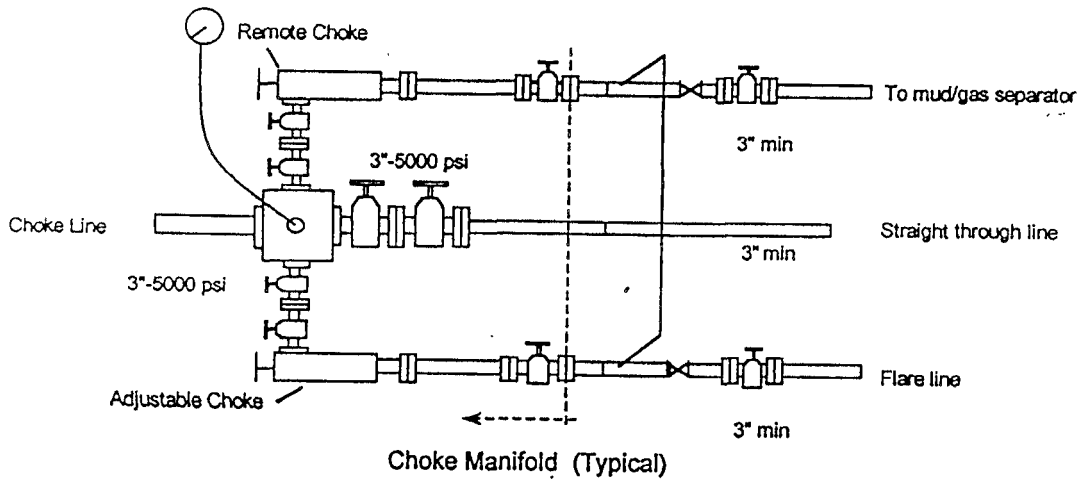 Remote Choke
To mud/gas separator
3" min
3"-5000 psi
Choke Line
Straight through line
3" min
3"-5000 psi
Flare line
Adjustable Choke
3" min
Choke Manifold (Typical)